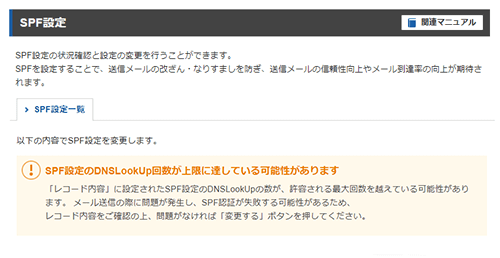 SPF設定
関連マニュアル
SPF設定の状況確認と設定の変更を行うことができます。
SPFを設定することで、送信メールの改ざん・なりすましを防ぎ、送信メールの信頼性向上やメール到達率の向上が期待さ
れます。
SPF設定一覧
以下の内容でSPF設定を変更します。
SPF設定のDNSLookUp回数が上限に達している可能性があります
「レコード内容」に設定されたSPF設定のDNSLookUpの数が、許容される最大回数を越えている可能性があり
ます。 メール送信の際に問題が発生し、SPF認証が失敗する可能性があるため、
レコード内容をご確認の上、問題がなければ「変更する」ボタンを押してください。